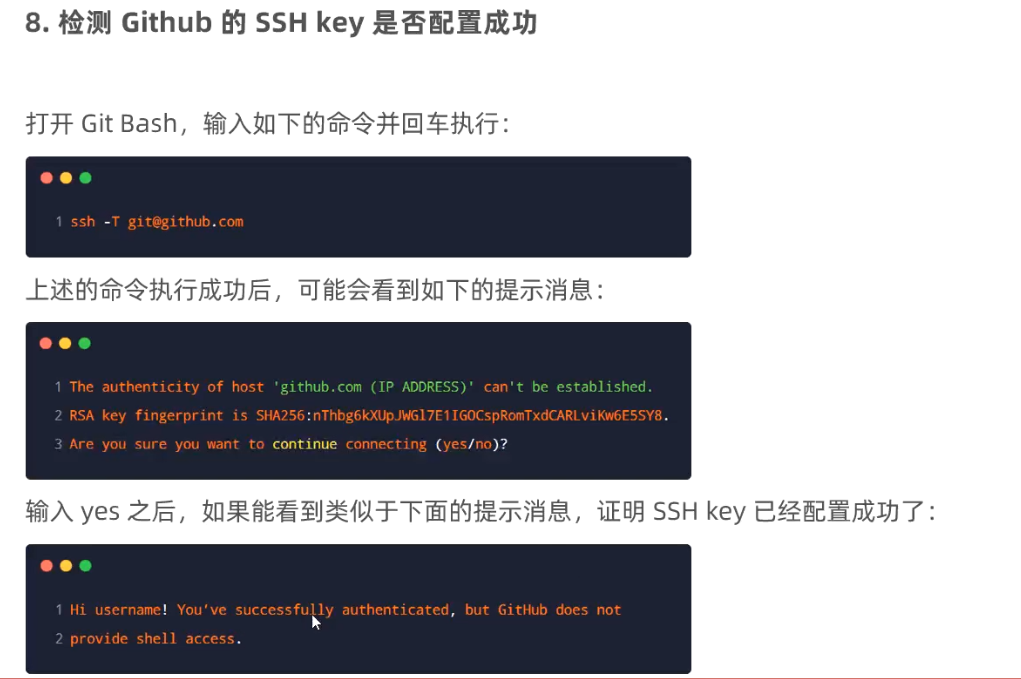 8. 检测 Github 的 SSH key 是否配置成功
打开 Git Bash，输入如下的命令并回车执行：
1 ssh -T git@github.com
上述的命令执行成功后，可能会看到如下的提示消息：
1 The authenticity of host 'github.com (IP ADDRESS)' can't be established.
2 RSA key fingerprint is SHA256:nThbg6kXUpJWGl7E1IGOCspRomTxdCARLviKw6E5SY8.
3 Are you sure you want to continue connecting (yes/no)?
输入 yes 之后，如果能看到类似于下面的提示消息，证明 SSH key 已经配置成功了：
1 Hi username! You've successfully authenticated, but GitHub does not
2 provide shell access.